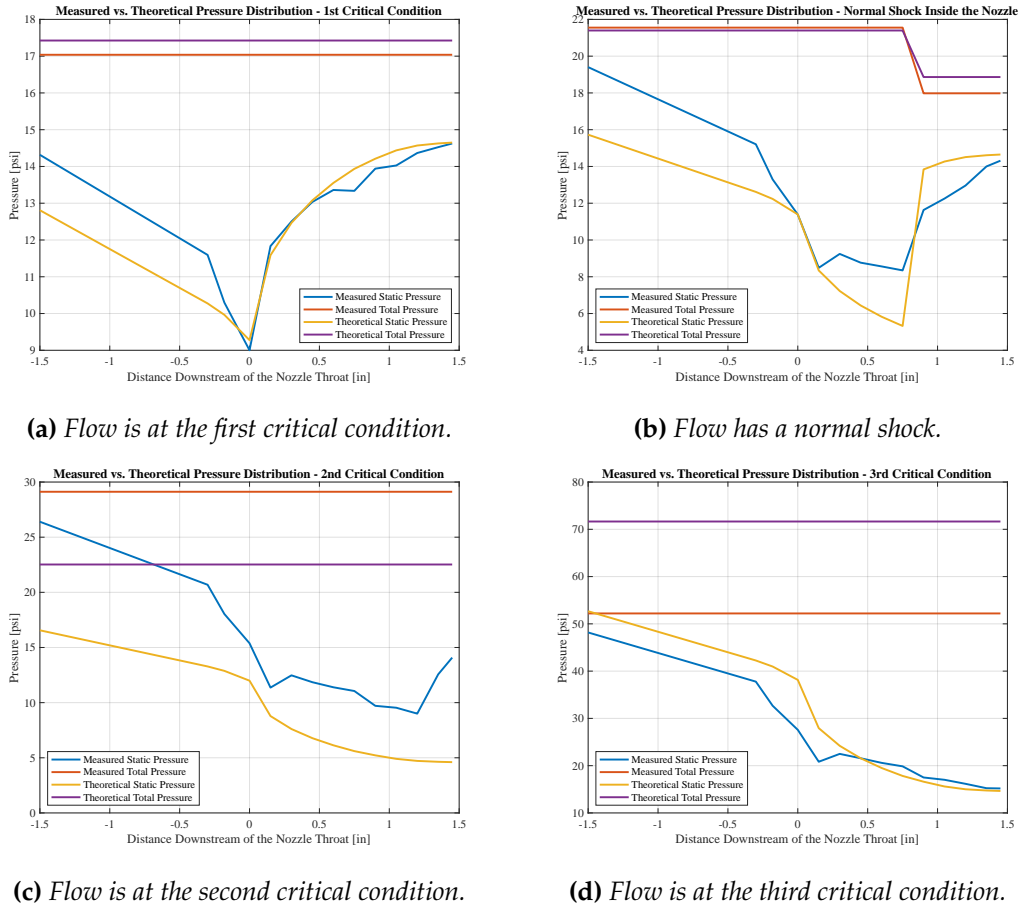 Measured vs. Theoretical Pressure Distribution - 1st Critical Condition
18
17
16
15
14
13
12
11
10
9
Pressure [psi]
-1.5 -1 -0.5 0 0.5 1 1.5
Distance Downstream of the Nozzle Throat [in]
Measured Static Pressure
Measured Total Pressure
Theoretical Static Pressure
Theoretical Total Pressure
(a) Flow is at the first critical condition.
Measured vs. Theoretical Pressure Distribution - Normal Shock Inside the Nozzle
22
20
18
16
14
12
10
8
6
4
Pressure [psi]
-1.5 -1 -0.5 0 0.5 1 1.5
Distance Downstream of the Nozzle Throat [in]
Measured Static Pressure
Measured Total Pressure
Theoretical Static Pressure
Theoretical Total Pressure
(b) Flow has a normal shock.
Measured vs. Theoretical Pressure Distribution - 2nd Critical Condition
30
25
20
15
10
5
0
Pressure [psi]
-1.5 -1 -0.5 0 0.5 1 1.5
Distance Downstream of the Nozzle Throat [in]
Measured Static Pressure
Measured Total Pressure
Theoretical Static Pressure
Theoretical Total Pressure
(c) Flow is at the second critical condition.
Measured vs. Theoretical Pressure Distribution - 3rd Critical Condition
80
70
60
50
40
30
20
10
Pressure [psi]
-1.5 -1 -0.5 0 0.5 1 1.5
Distance Downstream of the Nozzle Throat [in]
Measured Static Pressure
Measured Total Pressure
Theoretical Static Pressure
Theoretical Total Pressure
(d) Flow is at the third critical condition.